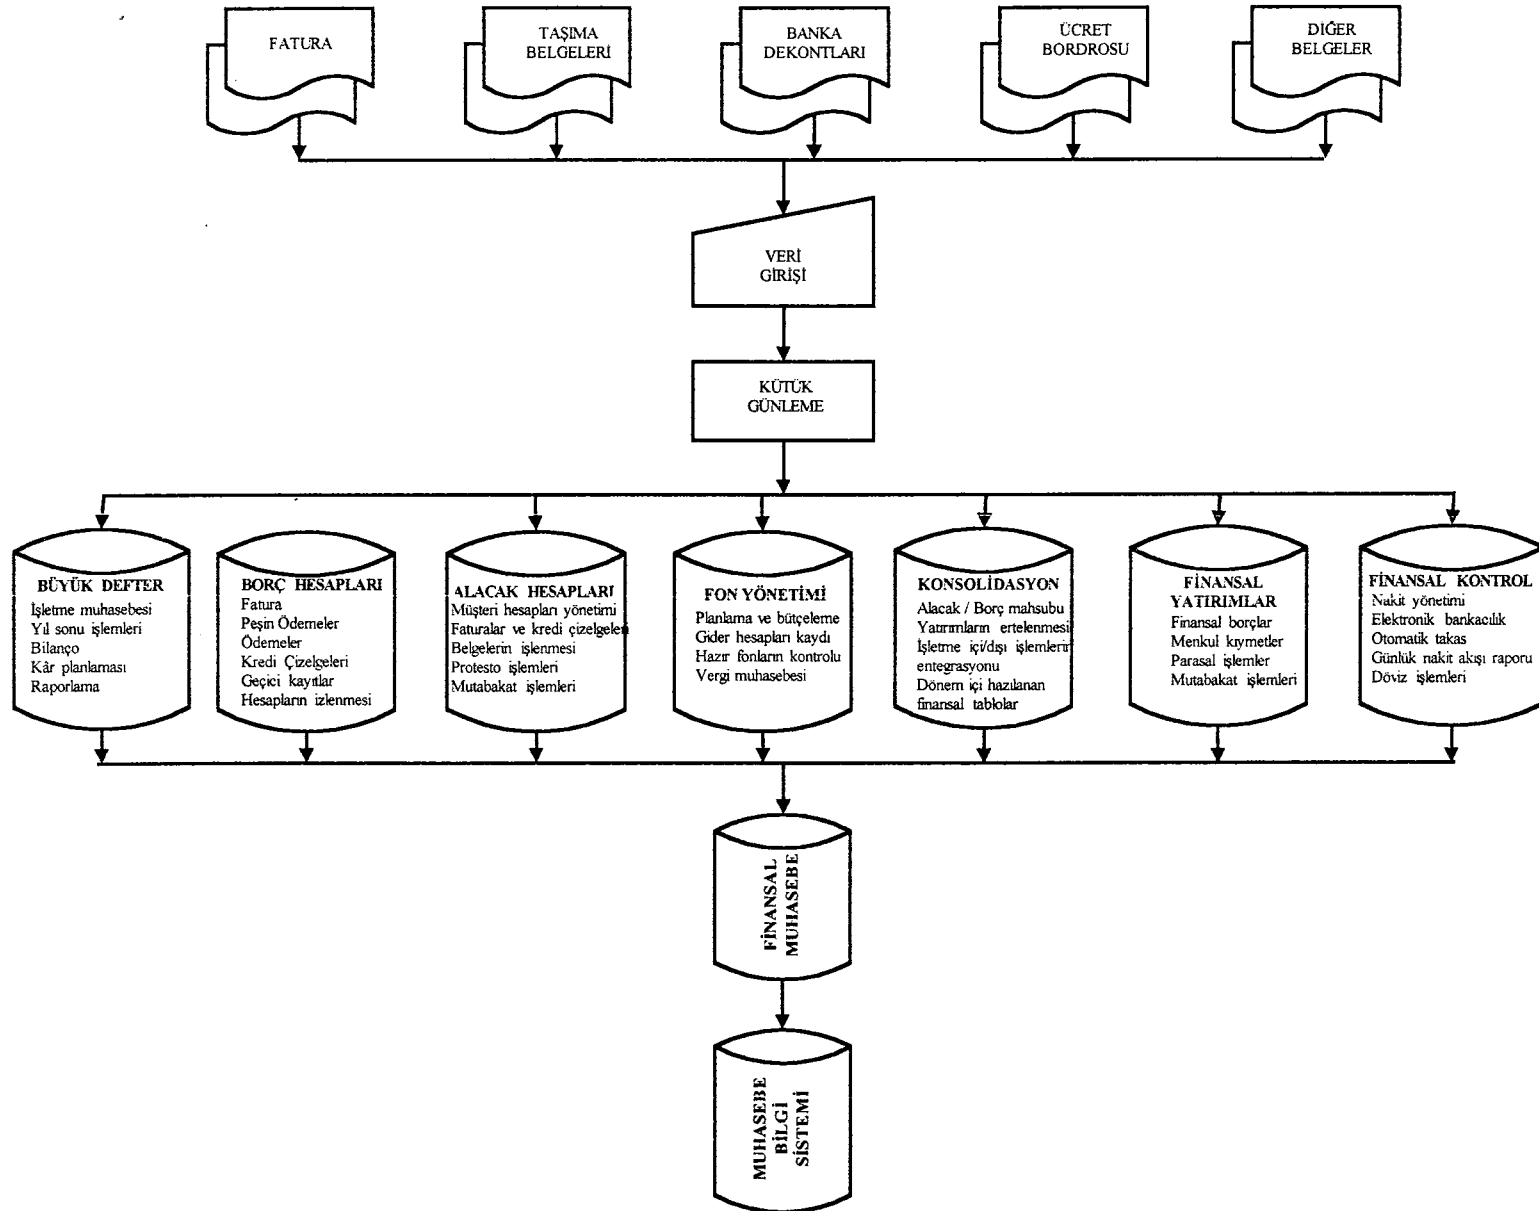 FATURA
TAŞIMA
BELGELERİ
BANKA
DEKONTLARI
ÜCRET
BORDROSU
DİĞER
BELGELER
VERİ
GİRİŞİ
KÜTÜK
GÜNLEME
BÜYÜK DEFTER
İşletme muhasebesi
Yıl sonu işlemleri
Bilanço
Kâr planlaması
Raporlama
BORÇ HESAPLARI
Fatura
Peşin Ödemeler
Ödemeler
Kredi Çizelgeleri
Geçici kayıtlar
Hesapların izlenmesi
ALACAK HESAPLARI
Müşteri hesapları yönetimi
Faturalar ve kredi çizelgeleri
Belgelerin işlenmesi
Protesto işlemleri
Mutabakat işlemleri
FON YÖNETİMİ
Planlama ve bütçeleme
Gider hesapları kaydı
Hazır fonların kontrolu
Vergi muhasebesi
KONSOLİDASYON
Alacak / Borç mahsubu
Yatırımların ertelenmesi
İşletme içi/dışı işlemlerin
entegrasyonu
Dönem içi hazılanan
finansal tablolar
FİNANSAL
YATIRIMLAR
Finansal borçlar
Menkul kıymetler
Parasal işlemler
Mutabakat işlemleri
FİNANSAL KONTROL
Nakit yönetimi
Elektronik bankacılık
Otomatik takas
Günlük nakit akışı raporu
Döviz işlemleri
FİNANSAL
MUHASEBE
MUHASEBE
BİLGİ
SİSTEMİ